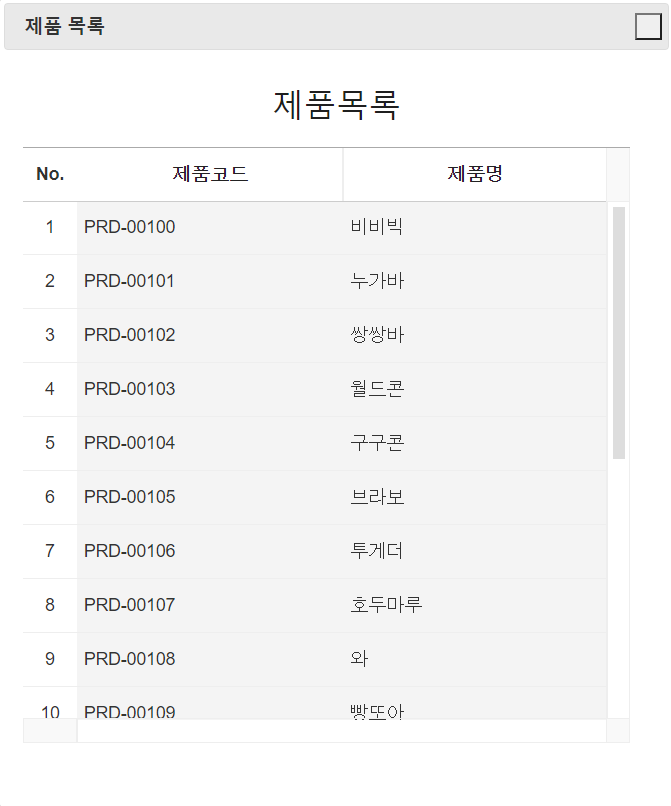 제품 목록
제품목록
No. 제품코드 제품명
1 PRD-00100 비비빅
2 PRD-00101 누가바
3 PRD-00102 쌍쌍바
4 PRD-00103 월드콘
5 PRD-00104 구구콘
6 PRD-00105 브라보
7 PRD-00106 투게더
8 PRD-00107 호두마루
9 PRD-00108 와
10 PRD-00109 빵또아